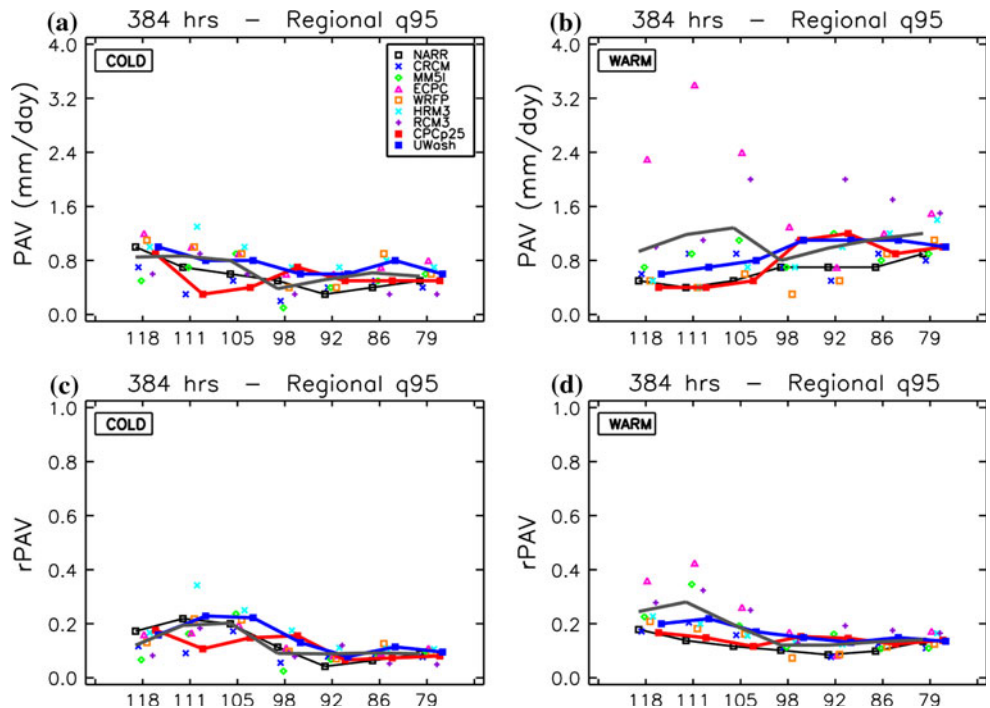 (a) 384 hrs – Regional q95
PAV (mm/day)
4.0
3.2
2.4
1.6
0.8
0.0
COLD
NARR
CRCM
MM5I
ECPC
WRFP
HRM3
RCM3
CPCp25
UWash
118 111 105 98 92 86 79
(b) 384 hrs – Regional q95
PAV (mm/day)
4.0
3.2
2.4
1.6
0.8
0.0
WARM
118 111 105 98 92 86 79
(c) 384 hrs – Regional q95
rPAV
1.0
0.8
0.6
0.4
0.2
0.0
COLD
118 111 105 98 92 86 79
(d) 384 hrs – Regional q95
rPAV
1.0
0.8
0.6
0.4
0.2
0.0
WARM
118 111 105 98 92 86 79